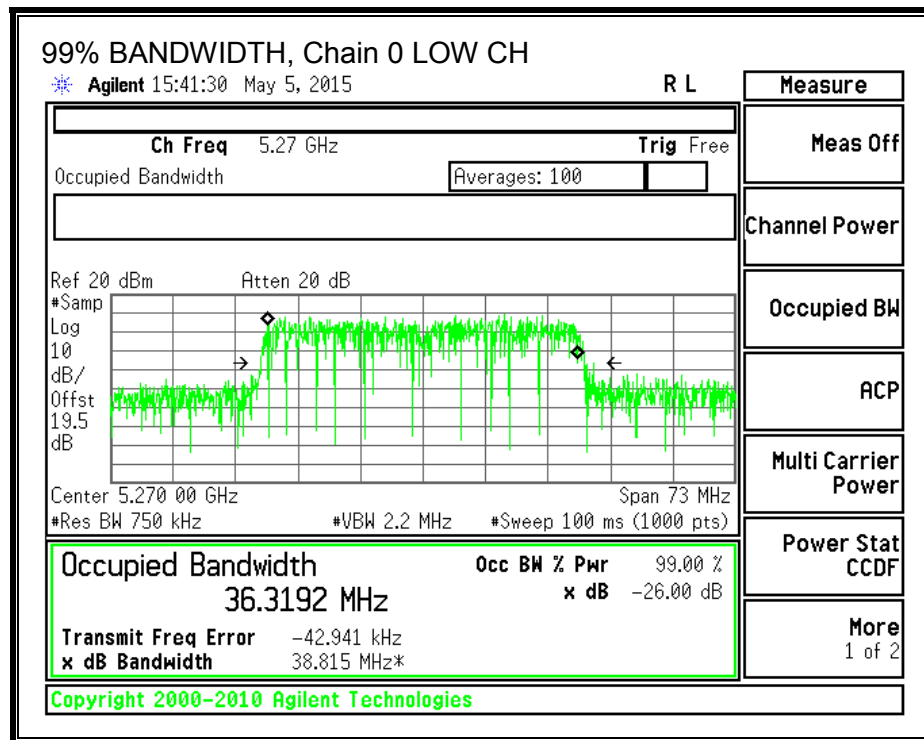 99% BANDWIDTH, Chain 0 LOW CH
Agilent 15:41:30 May 5, 2015 R L
Ch Freq 5.27 GHz Trig Free
Occupied Bandwidth Averages: 100
Ref 20 dBm Atten 20 dB
#Samp
Log
10
dB/
Offst
19.5
dB
Center 5.270 00 GHz Span 73 MHz
#Res BW 750 kHz #VBW 2.2 MHz #Sweep 100 ms (1000 pts)
Occupied Bandwidth Occ BW % Pwr 99.00 %
36.3192 MHz x dB -26.00 dB
Transmit Freq Error -42.941 kHz
x dB Bandwidth 38.815 MHz*
Copyright 2000-2010 Agilent Technologies
Measure
Meas Off
Channel Power
Occupied BW
ACP
Multi Carrier
Power
Power Stat
CCDF
More
1 of 2